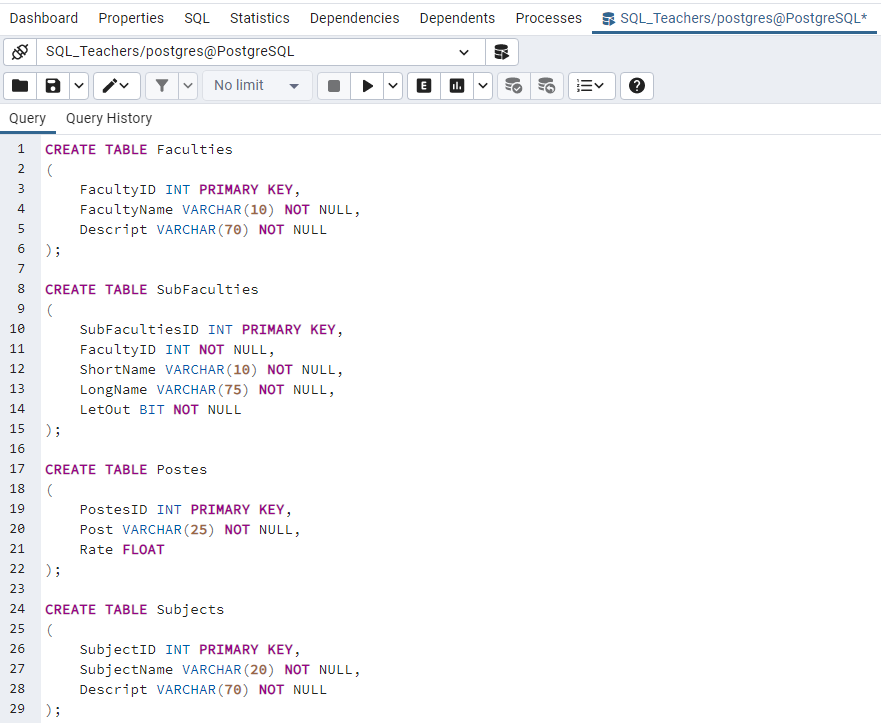 Dashboard Properties SQL Statistics Dependencies Dependents Processes SQL_Teachers/postgres@PostgreSQL*
SQL_Teachers/postgres@PostgreSQL
No limit E ?
Query Query History
1 CREATE TABLE Faculties
2 (
3 FacultyID INT PRIMARY KEY,
4 FacultyName VARCHAR(10) NOT NULL,
5 Descript VARCHAR(70) NOT NULL
6 );
7
8 CREATE TABLE SubFaculties
9 (
10 SubFacultiesID INT PRIMARY KEY,
11 FacultyID INT NOT NULL,
12 ShortName VARCHAR(10) NOT NULL,
13 LongName VARCHAR(75) NOT NULL,
14 LetOut BIT NOT NULL
15 );
16
17 CREATE TABLE Postes
18 (
19 PostesID INT PRIMARY KEY,
20 Post VARCHAR(25) NOT NULL,
21 Rate FLOAT
22 );
23
24 CREATE TABLE Subjects
25 (
26 SubjectID INT PRIMARY KEY,
27 SubjectName VARCHAR(20) NOT NULL,
28 Descript VARCHAR(70) NOT NULL
29 );